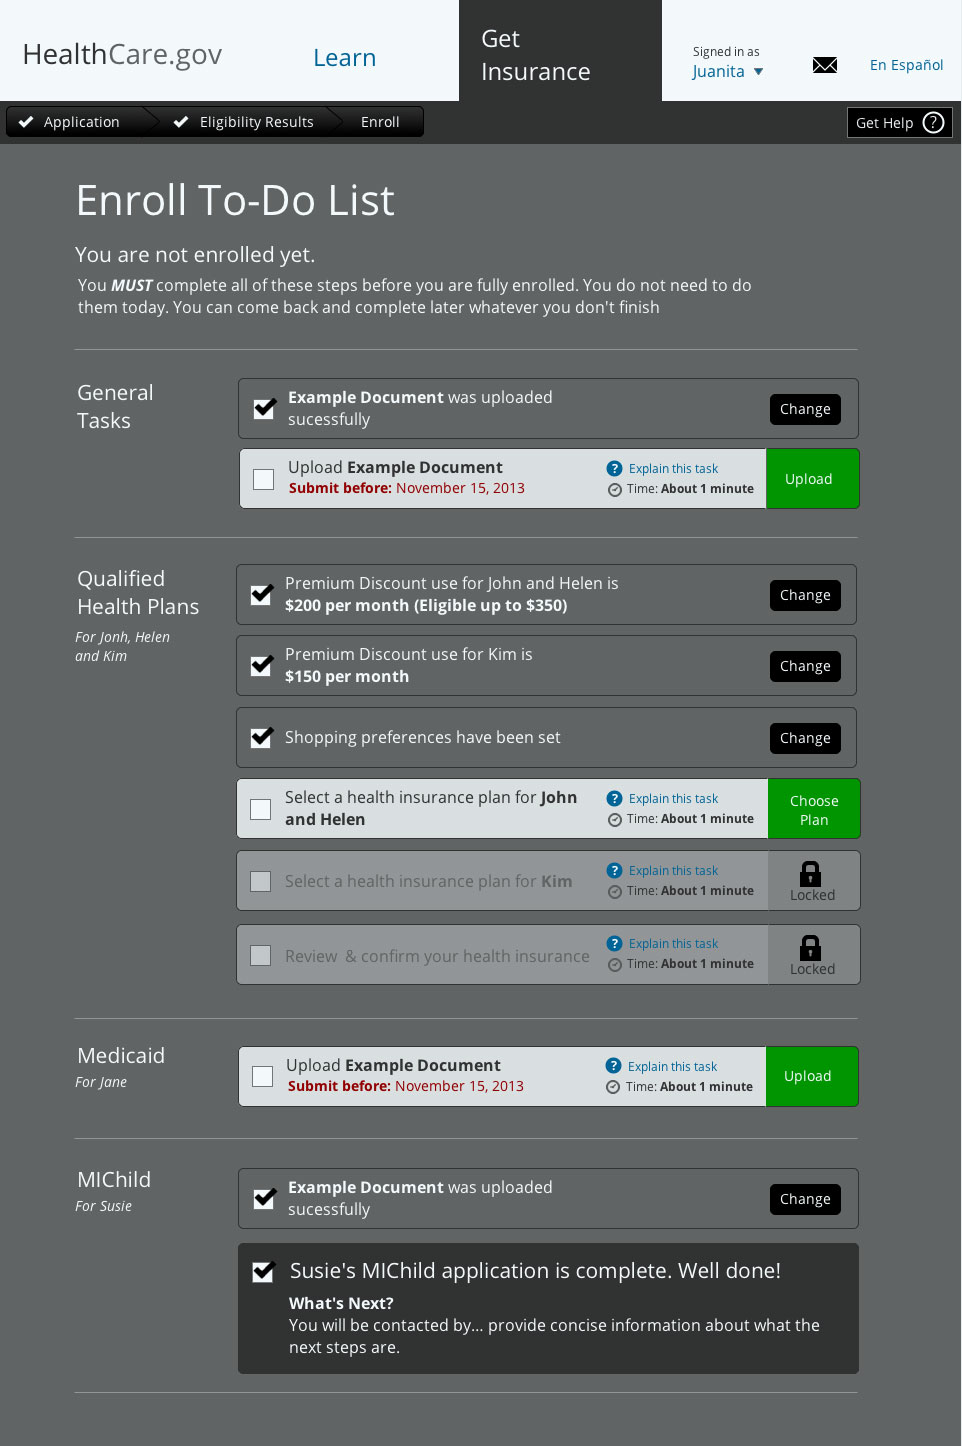 HealthCare.gov
Learn
Get
Insurance
Signed in as
Juanita
En Español
Application
Eligibility Results
Enroll
Get Help ?
Enroll To-Do List
You are not enrolled yet.
You MUST complete all of these steps before you are fully enrolled. You do not need to do
them today. You can come back and complete later whatever you don't finish
General
Tasks
Example Document was uploaded
sucessfully
Change
Upload Example Document
Submit before: November 15, 2013
? Explain this task
Time: About 1 minute
Upload
Qualified
Health Plans
For Jonh, Helen
and Kim
Premium Discount use for John and Helen is
$200 per month (Eligible up to $350)
Change
Premium Discount use for Kim is
$150 per month
Change
Shopping preferences have been set
Change
Select a health insurance plan for John
and Helen
? Explain this task
Time: About 1 minute
Choose
Plan
Select a health insurance plan for Kim
? Explain this task
Time: About 1 minute
Locked
Review & confirm your health insurance
? Explain this task
Time: About 1 minute
Locked
Medicaid
For Jane
Upload Example Document
Submit before: November 15, 2013
? Explain this task
Time: About 1 minute
Upload
MIChild
For Susie
Example Document was uploaded
sucessfully
Change
Susie's MIChild application is complete. Well done!
What's Next?
You will be contacted by... provide concise information about what the
next steps are.